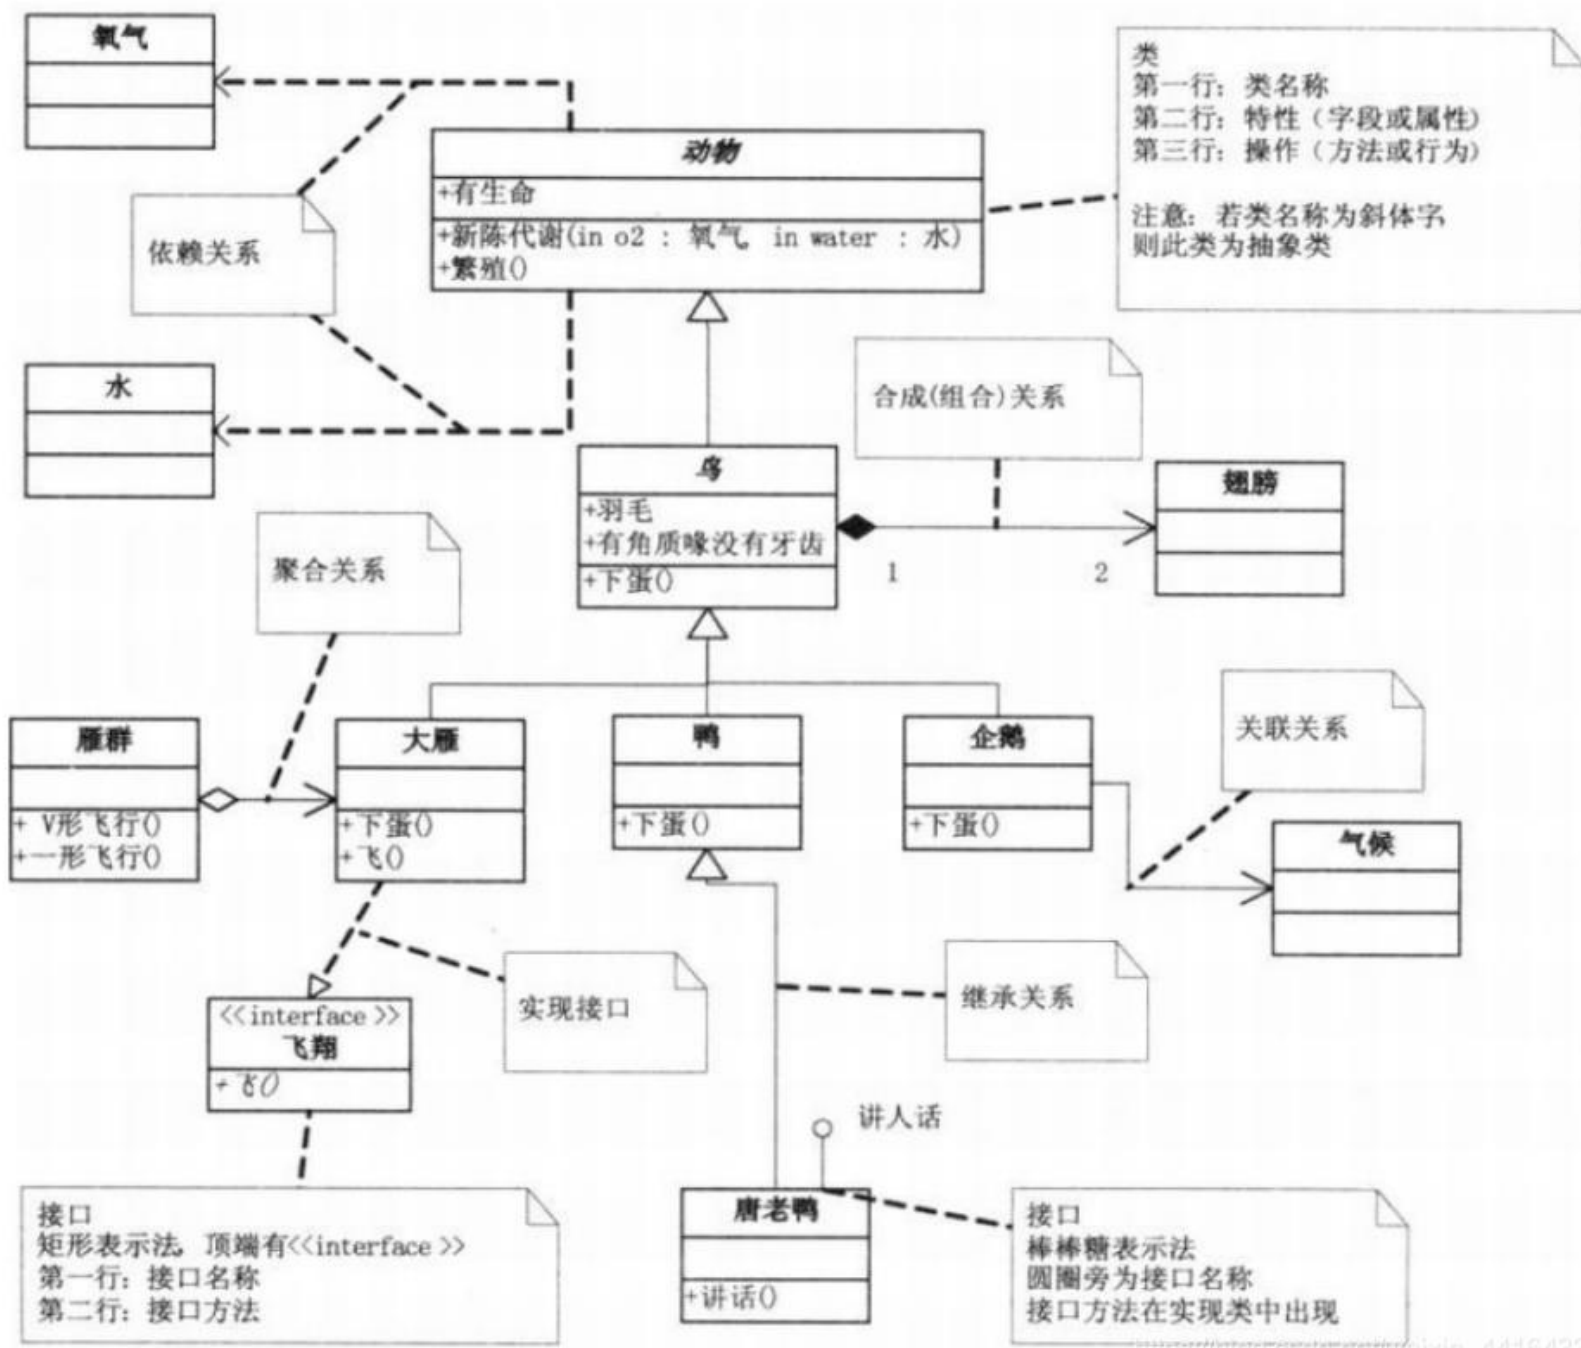 氧气
类
第一行：类名称
第二行：特性（字段或属性）
第三行：操作（方法或行为）
注意：若类名称为斜体字，
则此类为抽象类
动物
+有生命
+新陈代谢(in o2 : 氧气, in water : 水)
+繁殖()
依赖关系
水
合成(组合)关系
鸟
+羽毛
+有角质喙没有牙齿
+下蛋()
1
2
翅膀
聚合关系
雁群
+ V形飞行()
+一形飞行()
大雁
+下蛋()
+飞()
鸭
+下蛋()
企鹅
+下蛋()
关联关系
气候
<<interface>>
飞翔
+飞()
实现接口
继承关系
讲人话
接口
矩形表示法，顶端有<<interface>>
第一行：接口名称
第二行：接口方法
唐老鸭
+讲话()
接口
棒棒糖表示法
圆圈旁为接口名称
接口方法在实现类中出现